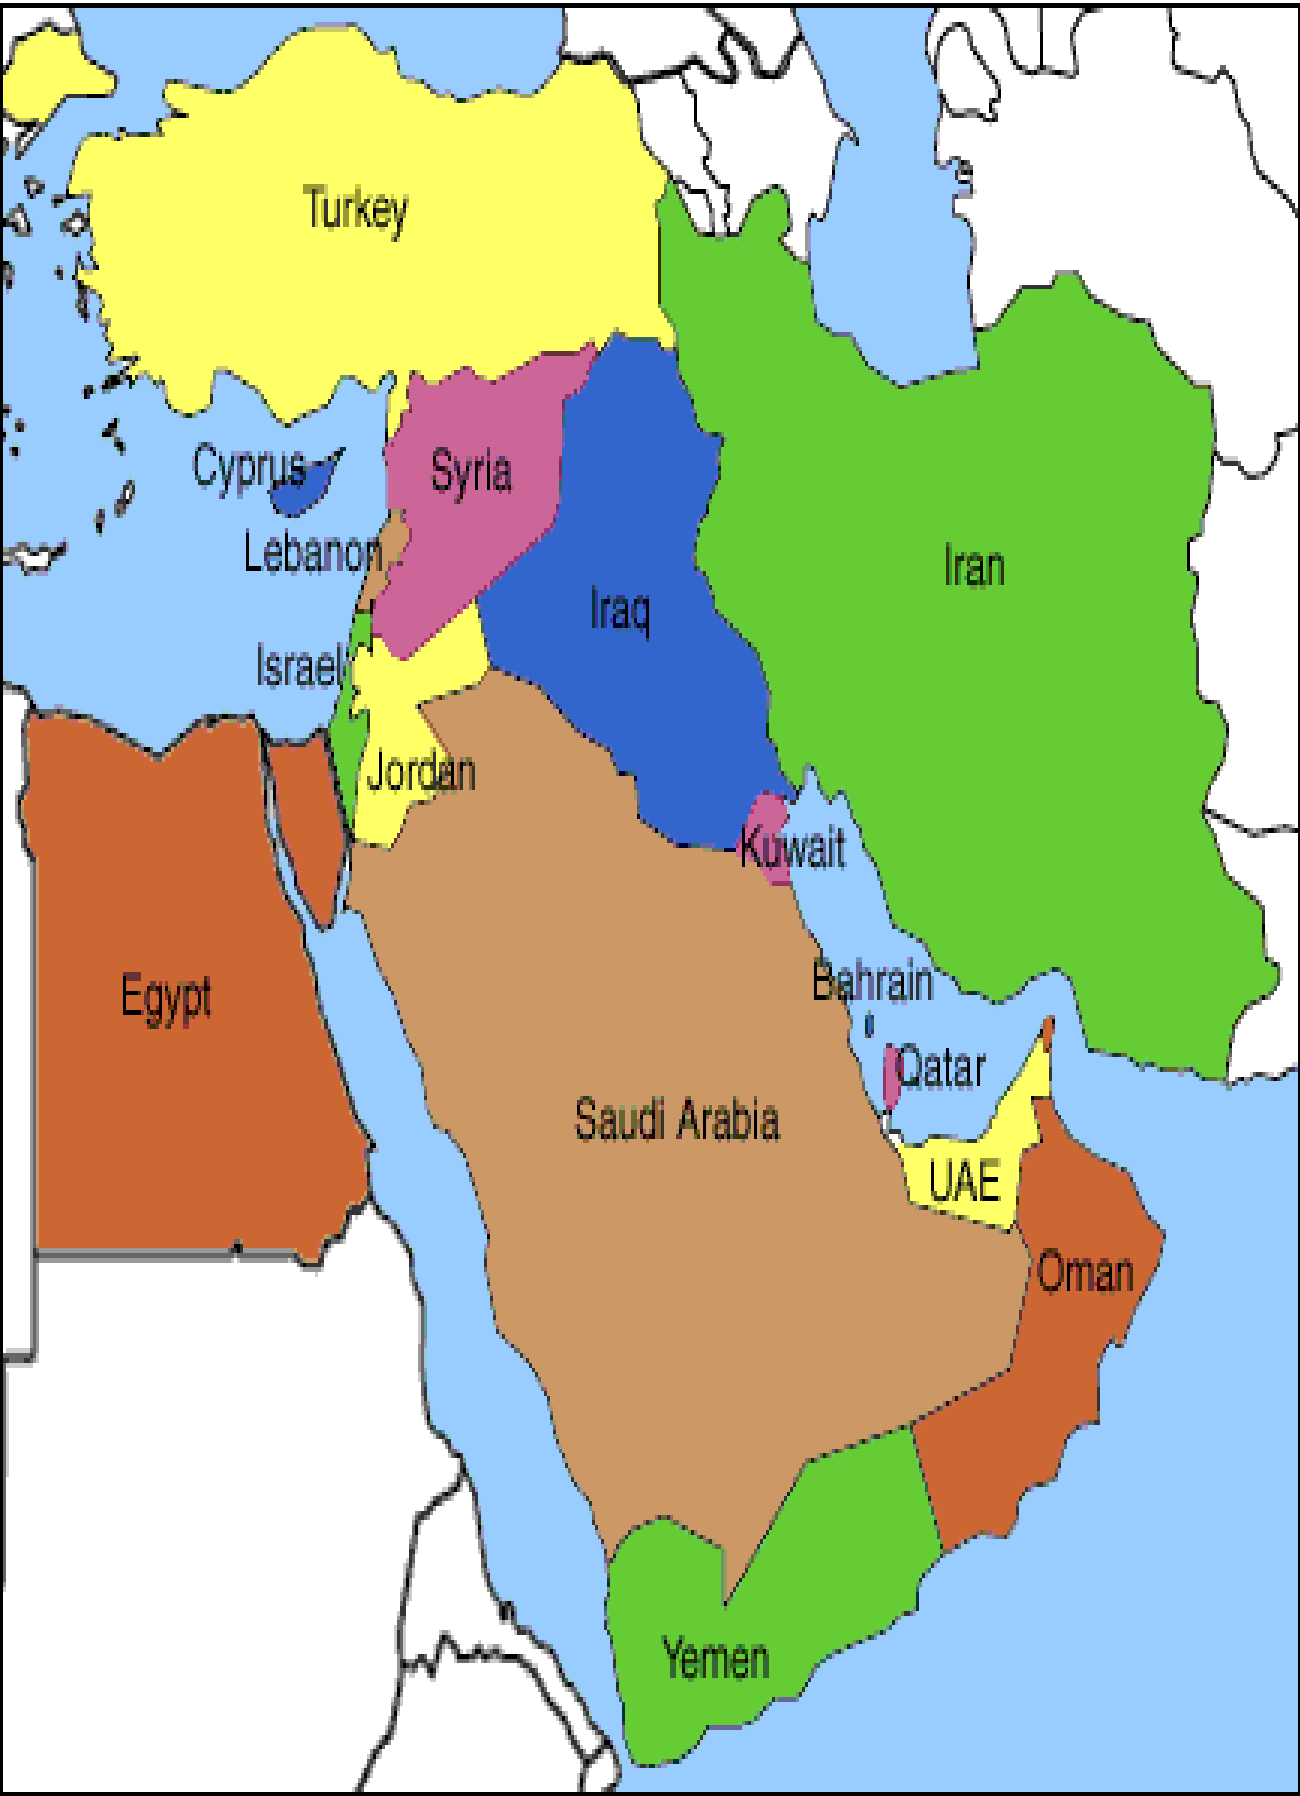 Turkey
Cyprus
Syria
Lebanon
Iran
Iraq
Israel
Jordan
Kuwait
Egypt
Bahrain
Qatar
Saudi Arabia
UAE
Oman
Yemen